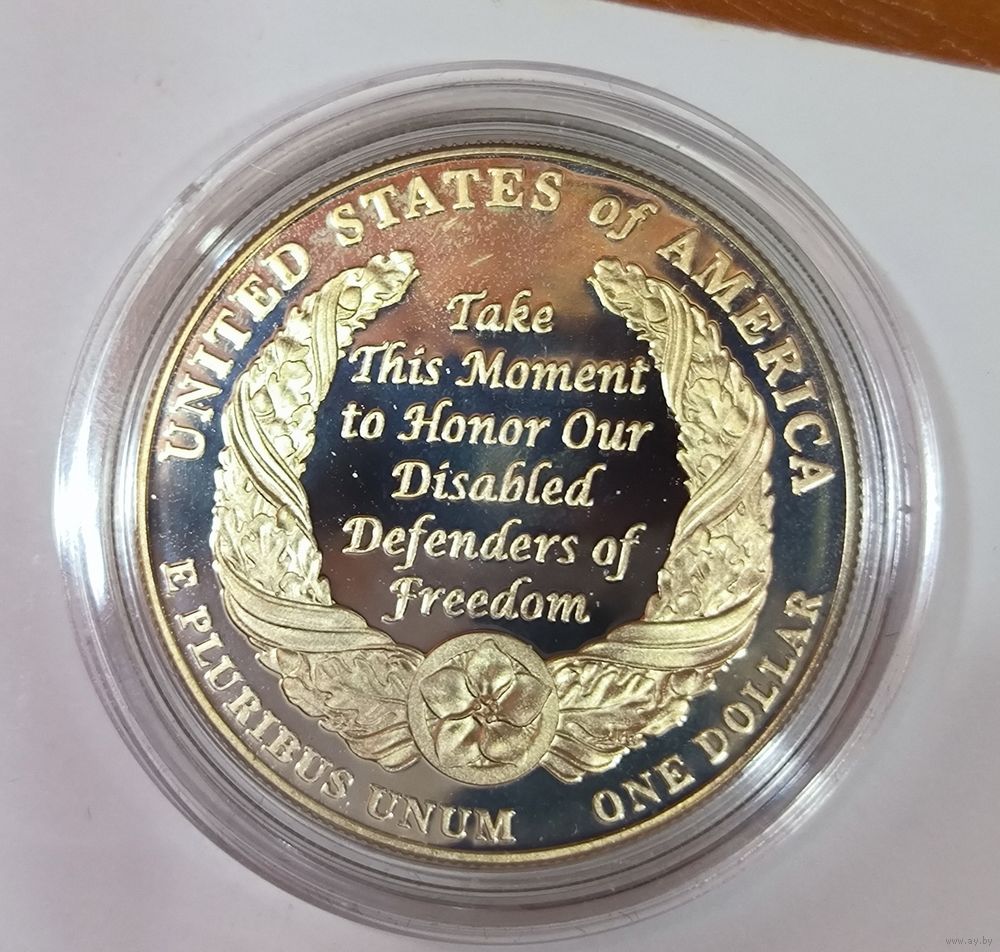 UNITED STATES of AMERICA
Take
This Moment
to Honor Our
Disabled
Defenders of
Freedom
E PLURIBUS UNUM
ONE DOLLAR
www.ay.by